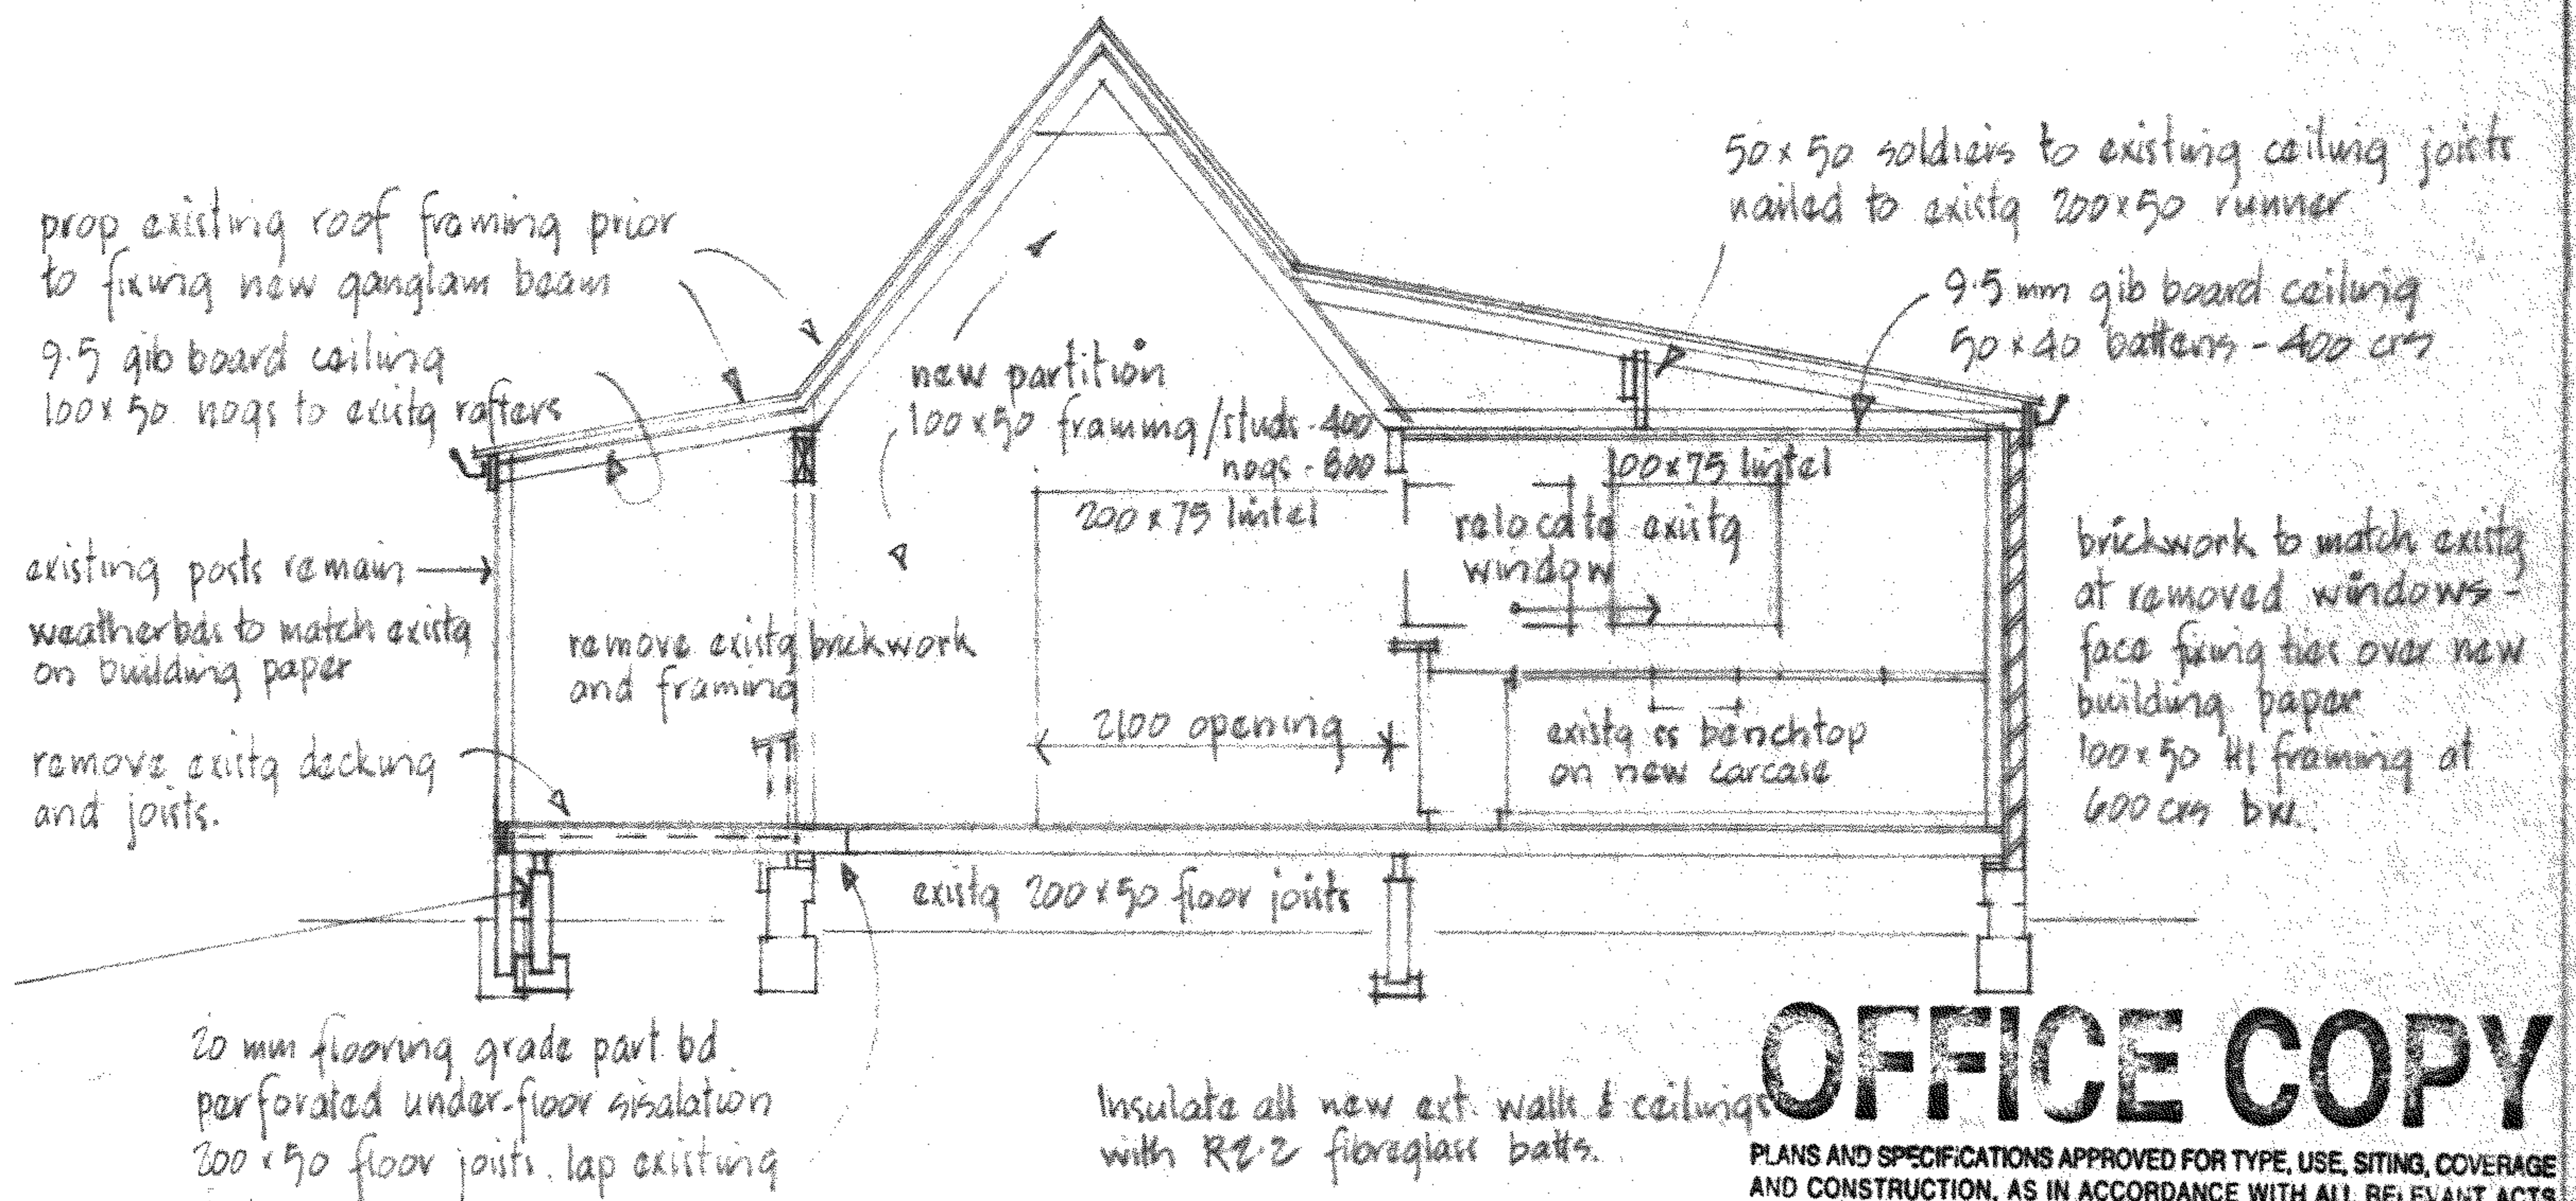 prop existing roof framing prior
to fixing new ganglam beam
9.5 gib board ceiling
100x50 nogs to existg rafters
existing posts remain
weatherbds to match existg
on building paper
remove existg decking
and joists.
remove existg brickwork
and framing
new partition
100x50 framing/studs-400
nogs-800
200x75 lintel
2100 opening
50x50 soldiers to existing ceiling joists
nailed to existg 200x50 runner
9.5mm gib board ceiling
50x40 battens-400 crs
100x75 lintel
relocate existg
window
existg ss benchtop
on new carcase
brickwork to match existg
at removed windows-
face fixing ties over new
building paper
100x50 H1 framing at
600 crs
existg 200x50 floor joists
20 mm flooring grade part. bd
perforated under-floor sisalation
200x50 floor joists. lap existing
Insulate all new ext. walls & ceilings
with R2.2 fibreglass batts.
OFFICE COPY
PLANS AND SPECIFICATIONS APPROVED FOR TYPE, USE, SITING, COVERAGE
AND CONSTRUCTION, AS IN ACCORDANCE WITH ALL RELEVANT ACTS